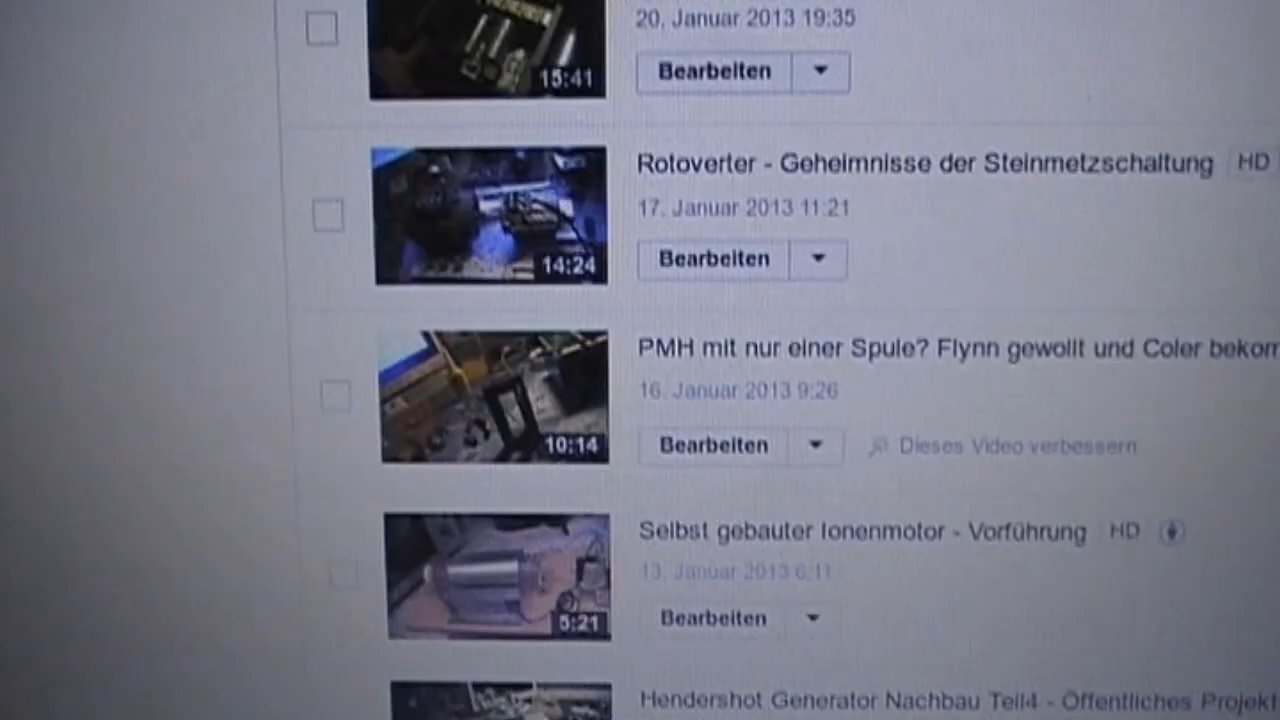 20. Januar 2013 19:35
15:41
Bearbeiten
Rotoverter - Geheimnisse der Steinmetzschaltung HD
17. Januar 2013 11:21
14:24
Bearbeiten
PMH mit nur einer Spule? Flynn gewollt und Coler bekom
16. Januar 2013 9:26
10:14
Bearbeiten
Dieses Video verbessern
Selbst gebauter Ionenmotor - Vorführung HD
13. Januar 2013 6:11
5:21
Bearbeiten
Hendershot Generator Nachbau Teil4 - Öffentliches Projekt